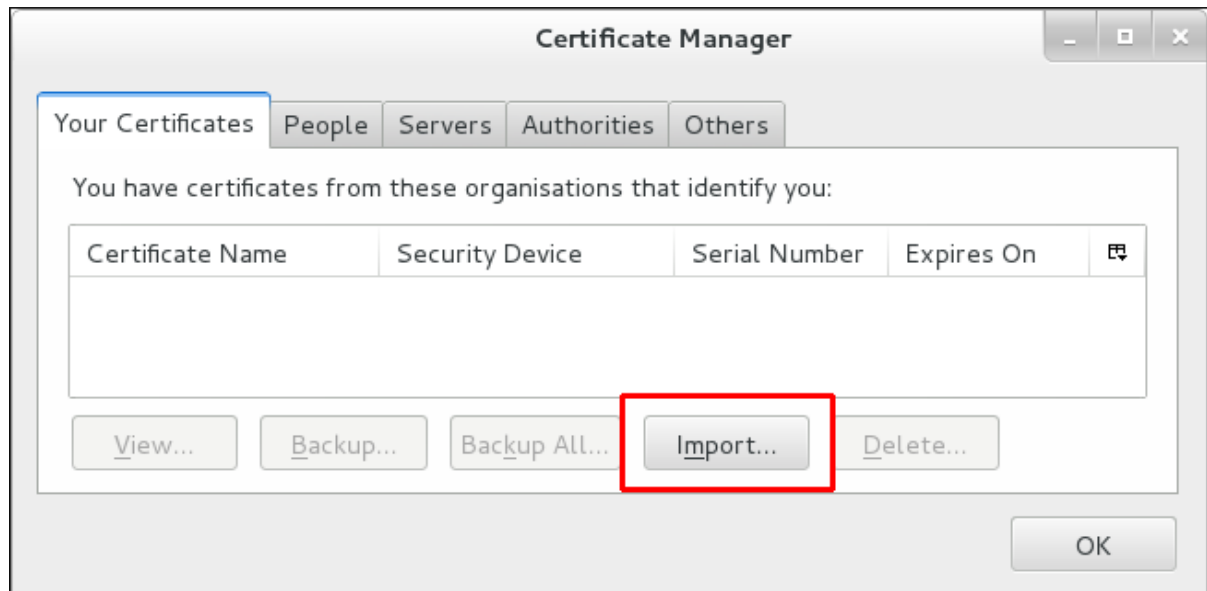 Certificate Manager
Your Certificates People Servers Authorities Others
You have certificates from these organisations that identify you:
Certificate Name Security Device Serial Number Expires On
View... Backup... Backup All... Import... Delete...
OK